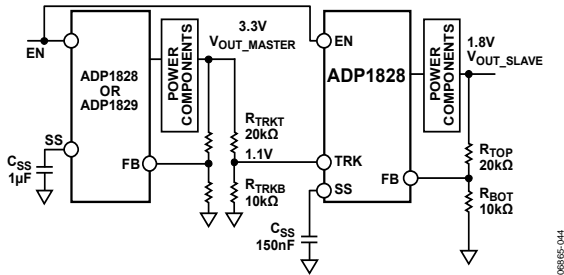 EN
ADP1828
OR
ADP1829
SS
CSS
1µF
FB
POWER
COMPONENTS
3.3V
VOUT_MASTER
RTRKT
20kΩ
1.1V
RTRKB
10kΩ
EN
ADP1828
TRK
SS
FB
CSS
150nF
POWER
COMPONENTS
1.8V
VOUT_SLAVE
RTOP
20kΩ
RBOT
10kΩ
06865-044